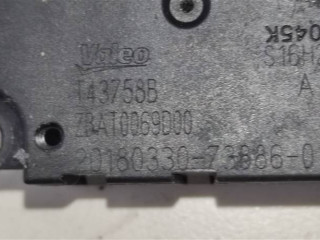 Valeo
045K
S16H
T43758B
A
ZBAT0069D00
20180330-73886-0